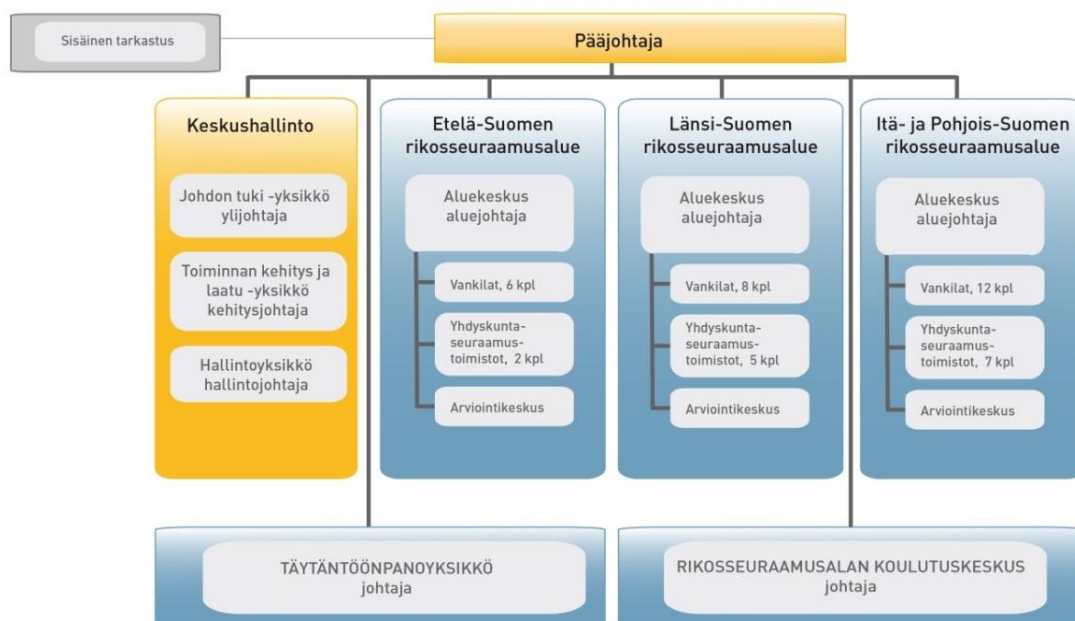 Sisäinen tarkastus
Pääjohtaja
Keskushallinto
Johdon tuki -yksikkö
ylijohtaja
Toiminnan kehitys ja
laatu -yksikkö
kehitysjohtaja
Hallintoyksikkö
hallintojohtaja
Etelä-Suomen
rikosseuraamusalue
Aluekeskus
aluejohtaja
Vankilat, 6 kpl
Yhdyskunta-
seuraamus-
toimistot, 2 kpl
Arviointikeskus
Länsi-Suomen
rikosseuraamusalue
Aluekeskus
aluejohtaja
Vankilat, 8 kpl
Yhdyskunta-
seuraamus-
toimistot, 5 kpl
Arviointikeskus
Itä- ja Pohjois-Suomen
rikosseuraamusalue
Aluekeskus
aluejohtaja
Vankilat, 12 kpl
Yhdyskunta-
seuraamus-
toimistot, 7 kpl
Arviointikeskus
TÄYTÄNTÖÖNPANOYKSIKKÖ
johtaja
RIKOSSEURAAMUSALAN KOULUTUSKESKUS
johtaja